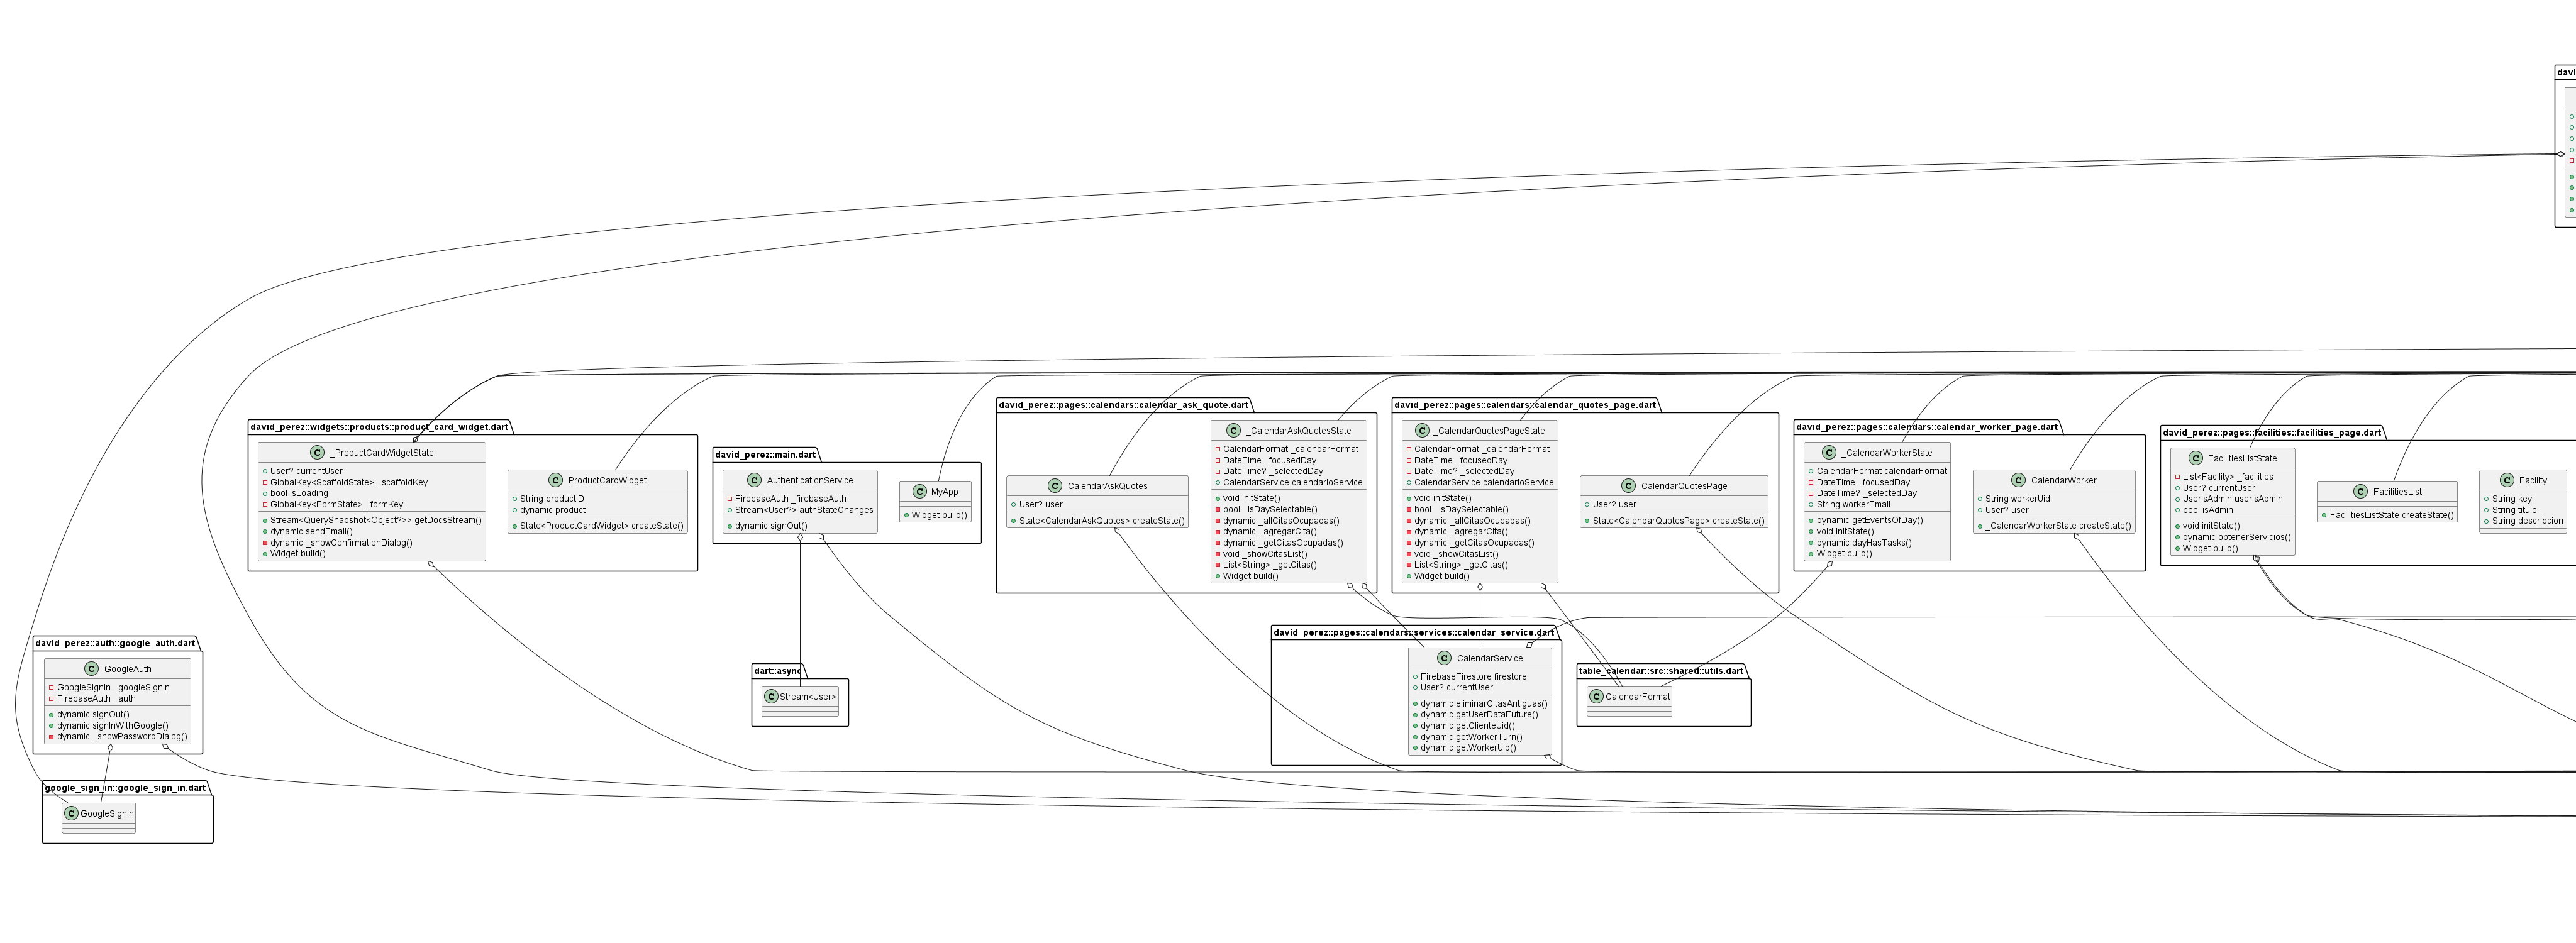 davi
david_perez::widgets::products::product_card_widget.dart
_ProductCardWidgetState
User? currentUser
GlobalKey<ScaffoldState> _scaffoldKey
bool isLoading
GlobalKey<FormState> _formKey
Stream<QuerySnapshot<Object?>> getDocsStream()
dynamic sendEmail()
dynamic _showConfirmationDialog()
Widget build()
ProductCardWidget
String productID
dynamic product
State<ProductCardWidget> createState()
david_perez::main.dart
AuthenticationService
FirebaseAuth _firebaseAuth
Stream<User?> authStateChanges
dynamic signOut()
MyApp
Widget build()
david_perez::pages::calendars::calendar_ask_quote.dart
CalendarAskQuotes
User? user
State<CalendarAskQuotes> createState()
_CalendarAskQuotesState
CalendarFormat _calendarFormat
DateTime _focusedDay
DateTime? _selectedDay
CalendarService calendarioService
void initState()
bool _isDaySelectable()
dynamic _allCitasOcupadas()
dynamic _agregarCita()
dynamic _getCitasOcupadas()
void _showCitasList()
List<String> _getCitas()
Widget build()
david_perez::pages::calendars::calendar_quotes_page.dart
_CalendarQuotesPageState
CalendarFormat _calendarFormat
DateTime _focusedDay
DateTime? _selectedDay
CalendarService calendarioService
void initState()
bool _isDaySelectable()
dynamic _allCitasOcupadas()
dynamic _agregarCita()
dynamic _getCitasOcupadas()
void _showCitasList()
List<String> _getCitas()
Widget build()
CalendarQuotesPage
User? user
State<CalendarQuotesPage> createState()
david_perez::pages::calendars::calendar_worker_page.dart
_CalendarWorkerState
CalendarFormat calendarFormat
DateTime _focusedDay
DateTime? _selectedDay
String workerEmail
dynamic getEventsOfDay()
void initState()
dynamic dayHasTasks()
Widget build()
CalendarWorker
String workerUid
User? user
_CalendarWorkerState createState()
david_perez::pages::facilities::facilities_page.dart
FacilitiesListState
List<Facility> _facilities
User? currentUser
UserIsAdmin userIsAdmin
bool isAdmin
void initState()
dynamic obtenerServicios()
Widget build()
FacilitiesList
FacilitiesListState createState()
Facility
String key
String titulo
String descripcion
david_perez::auth::google_auth.dart
GoogleAuth
GoogleSignIn _googleSignIn
FirebaseAuth _auth
dynamic signOut()
dynamic signInWithGoogle()
dynamic _showPasswordDialog()
dart::async
Stream<User>
david_perez::pages::calendars::services::calendar_service.dart
CalendarService
FirebaseFirestore firestore
User? currentUser
dynamic eliminarCitasAntiguas()
dynamic getUserDataFuture()
dynamic getClienteUid()
dynamic getWorkerTurn()
dynamic getWorkerUid()
table_calendar::src::shared::utils.dart
CalendarFormat
google_sign_in::google_sign_in.dart
GoogleSignIn